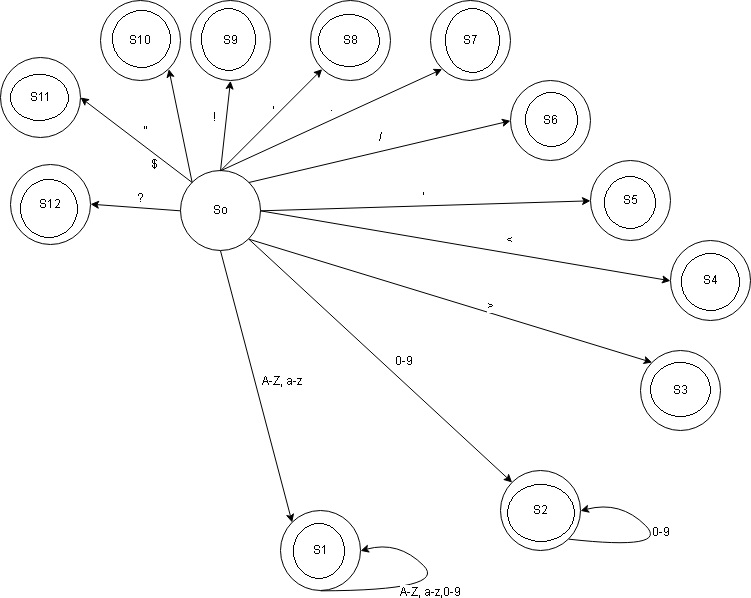 S10
S9
S8
S7
S11
"
!
'
.
S6
/
$
S12
?
So
'
S5
<
S4
>
S3
A-Z, a-z
0-9
S2
0-9
S1
A-Z, a-z,0-9